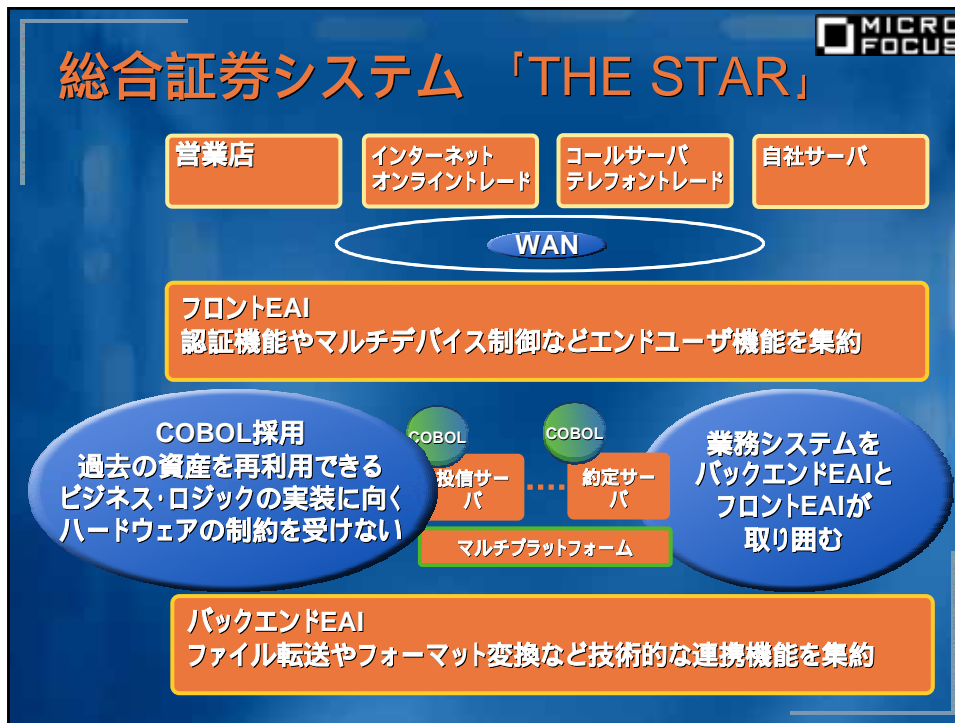 MICRO
FOCUS
総合証券システム 「THE STAR」
営業店
インターネット
オンライントレード
コールサーバ
テレフォントレード
自社サーバ
WAN
フロントEAI
認証機能やマルチデバイス制御などエンドユーザ機能を集約
COBOL採用
過去の資産を再利用できる
ビジネス・ロジックの実装に向く
ハードウェアの制約を受けない
COBOL
投信サー
バ
COBOL
約定サー
バ
マルチプラットフォーム
業務システムを
バックエンドEAIと
フロントEAIが
取り囲む
バックエンドEAI
ファイル転送やフォーマット変換など技術的な連携機能を集約